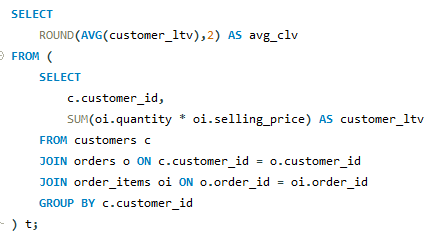 SELECT
ROUND(AVG(customer_ltv),2) AS avg_clv
FROM (
SELECT
c.customer_id,
SUM(oi.quantity * oi.selling_price) AS customer_ltv
FROM customers c
JOIN orders o ON c.customer_id = o.customer_id
JOIN order_items oi ON o.order_id = oi.order_id
GROUP BY c.customer_id
) t;